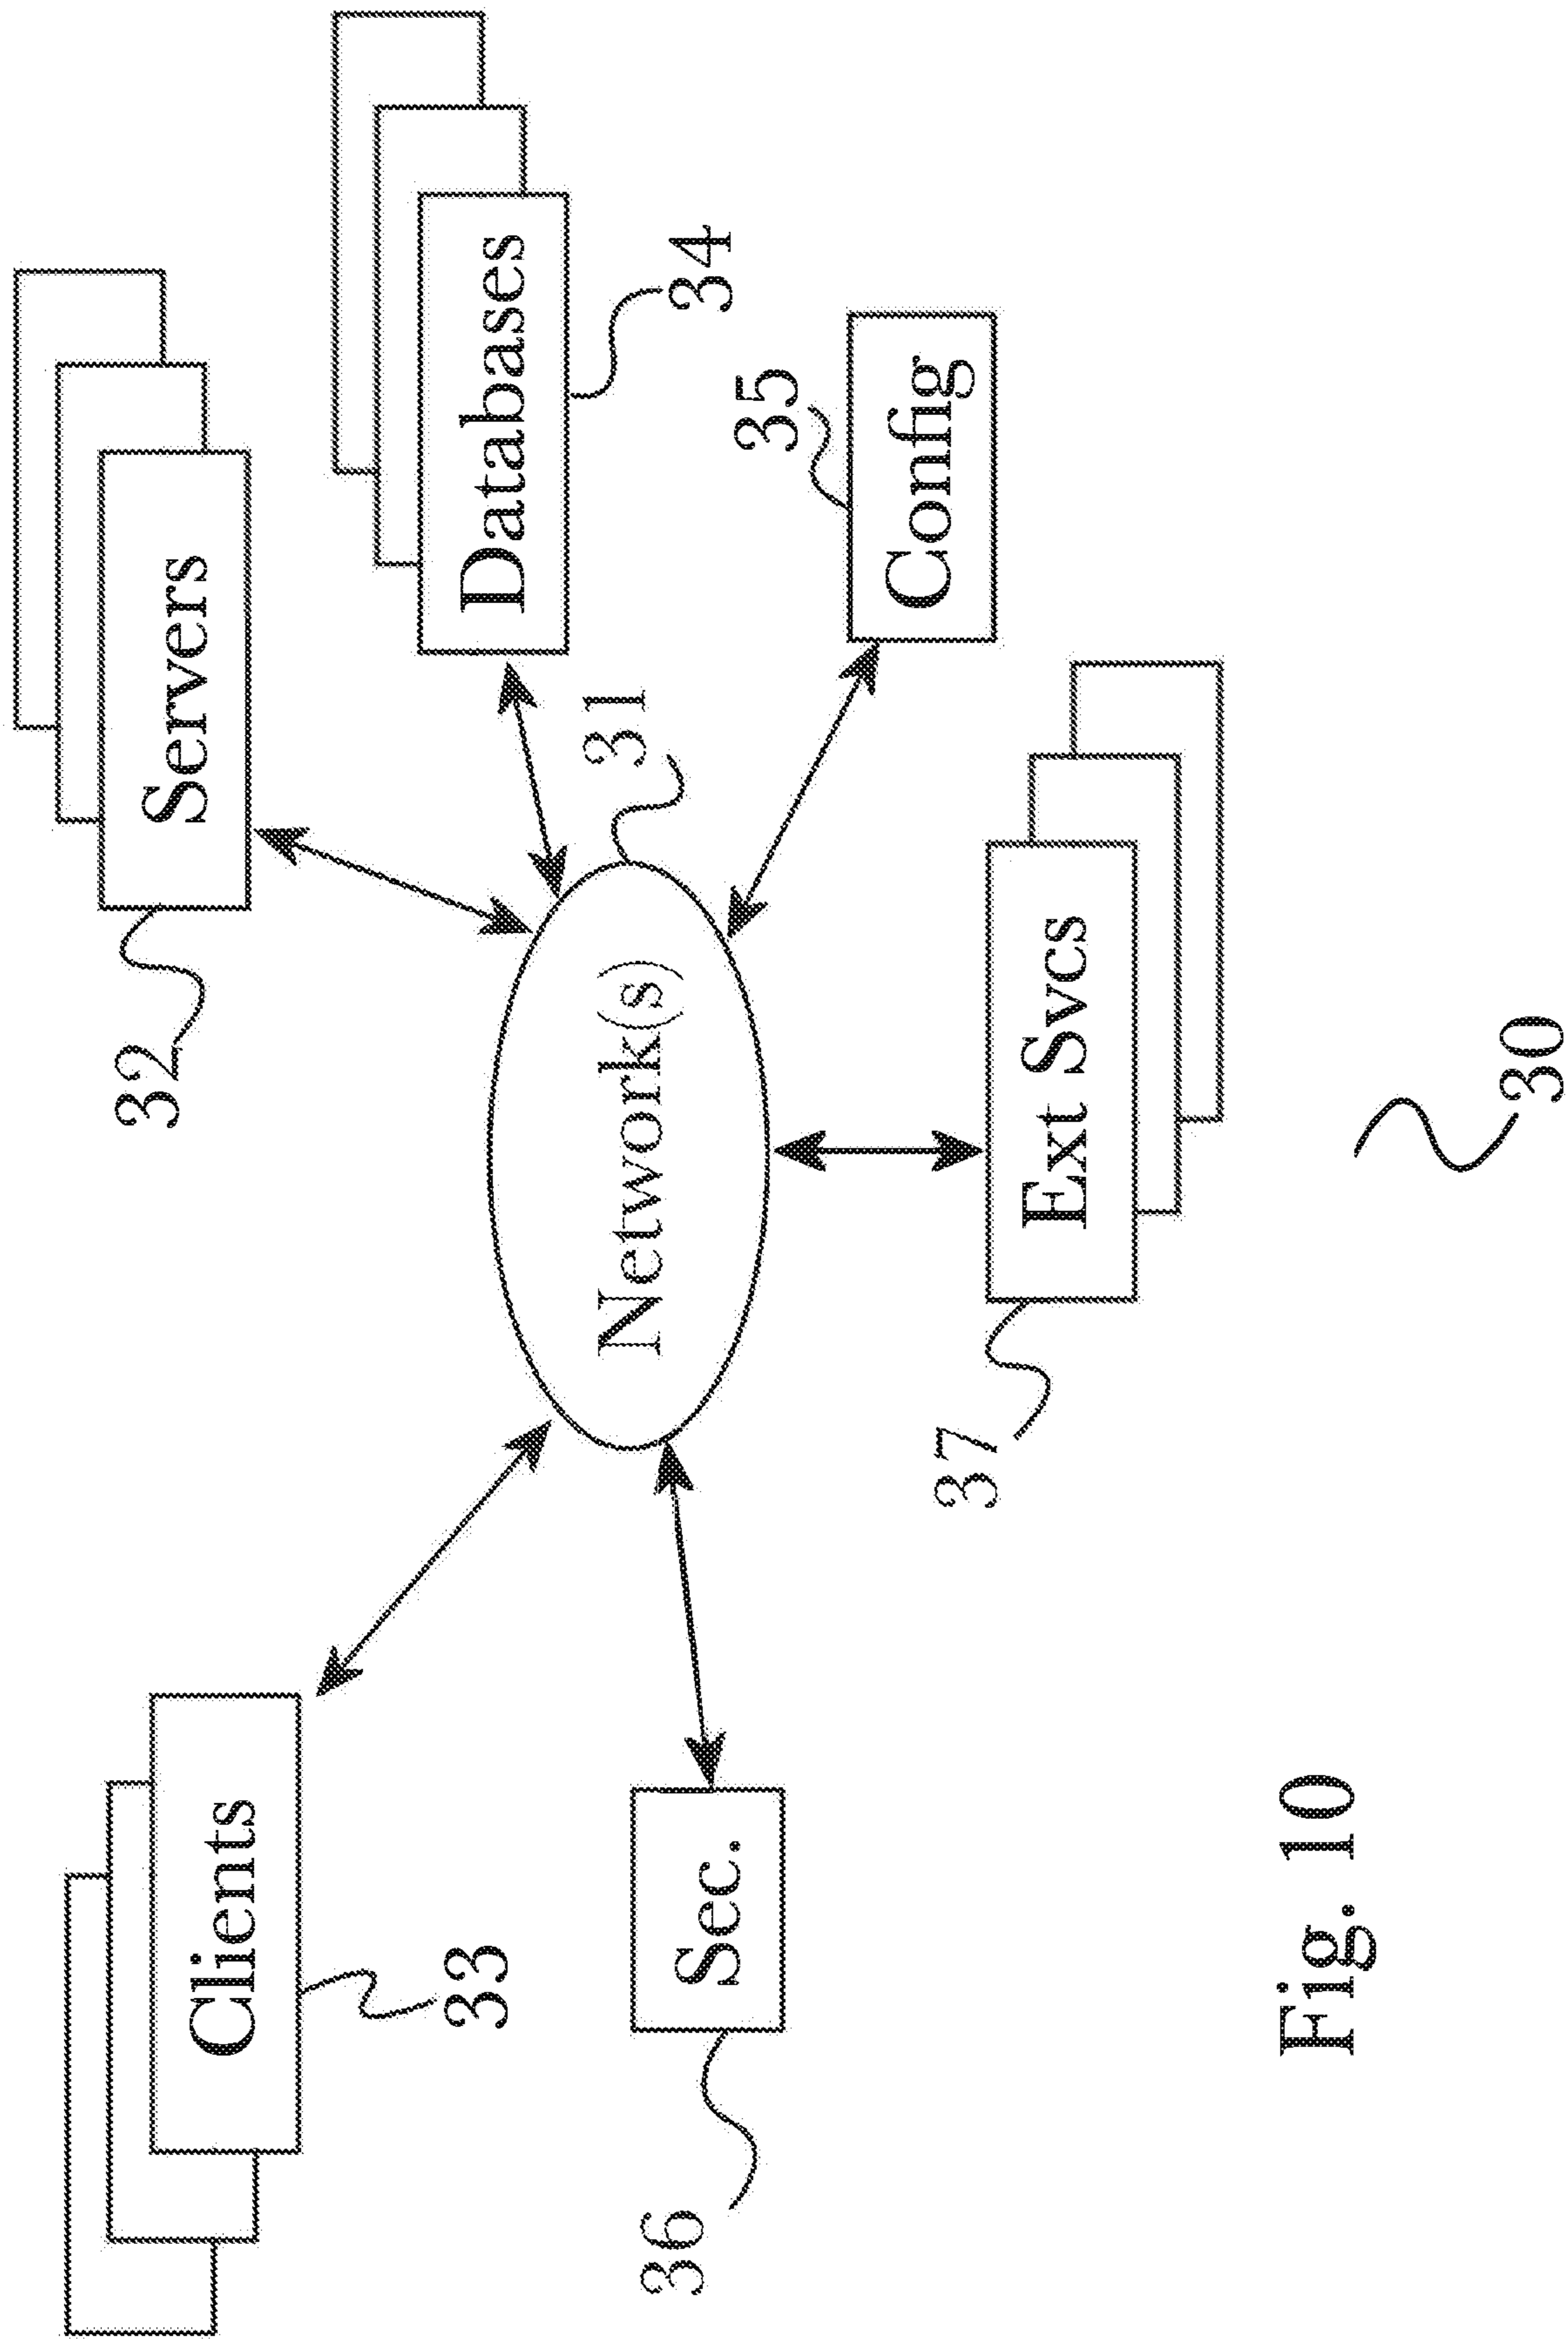 Clients
33
32
Servers
Databases
34
Network(s)
31
36
Sec.
35
Config
37
Ext Svcs
Fig. 10
30